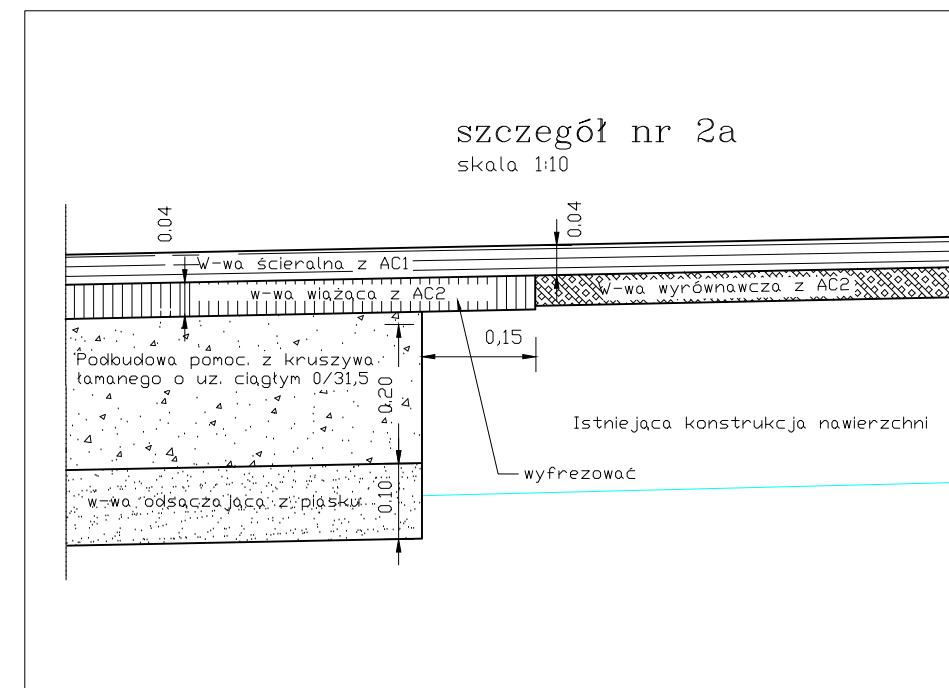 szczegół nr 2a
skala 1:10
0.04
0.04
W-wa ścieralna z AC1
w-wa wiążąca z AC2
W-wa wyrównawcza z AC2
0,15
Podbudowa pomoc. z kruszywa
łamanego o uz. ciągłym 0/31,5
0.20
Istniejąca konstrukcja nawierzchni
wyfrezować
w-wa odsączająca z piasku
0.10